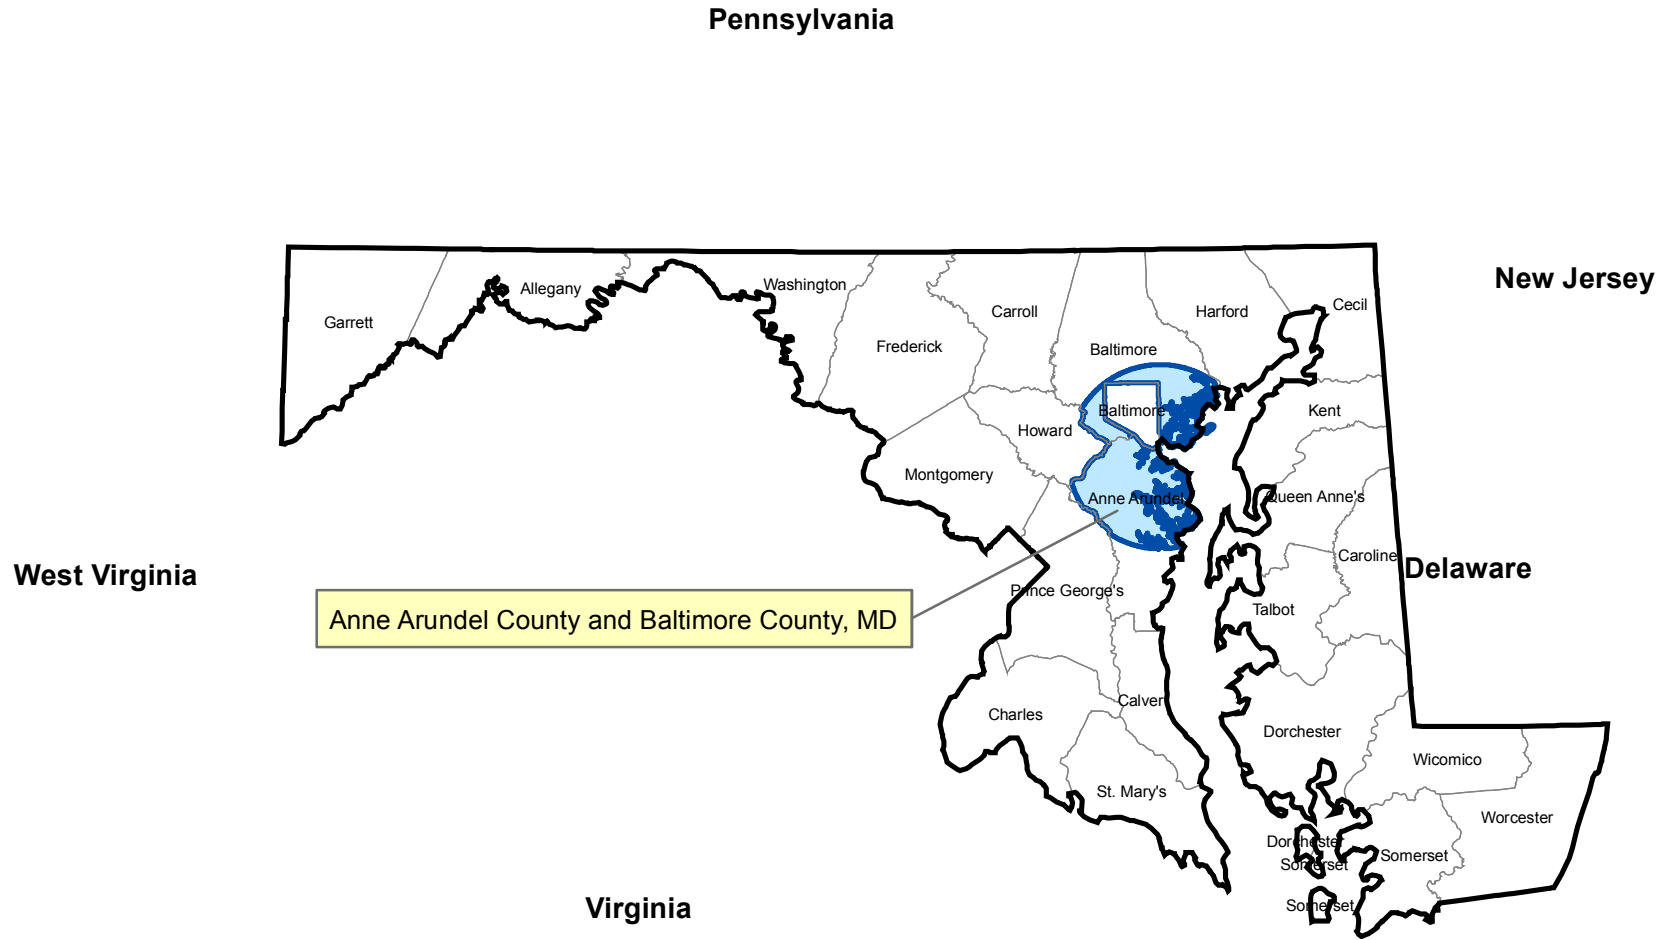 Pennsylvania
New Jersey
Allegany
Washington
Cecil
Garrett
Carroll
Harford
Frederick
Baltimore
Baltimore
Kent
Howard
Montgomery
Anne Arundel
Queen Anne's
Caroline
West Virginia
Delaware
Prince George's
Talbot
Anne Arundel County and Baltimore County, MD
Calver
Charles
Dorchester
Wicomico
St. Mary's
Worcester
Dorchester
Somerset
Somerset
Somerset
Virginia